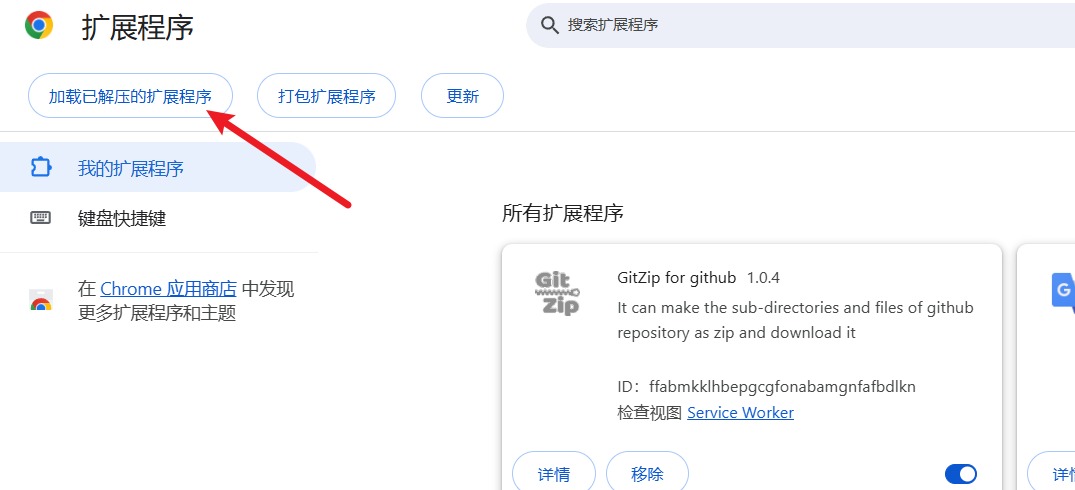 扩展程序
搜索扩展程序
加载已解压的扩展程序
打包扩展程序
更新
我的扩展程序
键盘快捷键
在 Chrome 应用商店 中发现
更多扩展程序和主题
所有扩展程序
Git
Zip
GitZip for github 1.0.4
It can make the sub-directories and files of github
repository as zip and download it
ID：ffabmkklhbepgcgfonabamgnfafbdlkn
检查视图 Service Worker
详情
移除
G